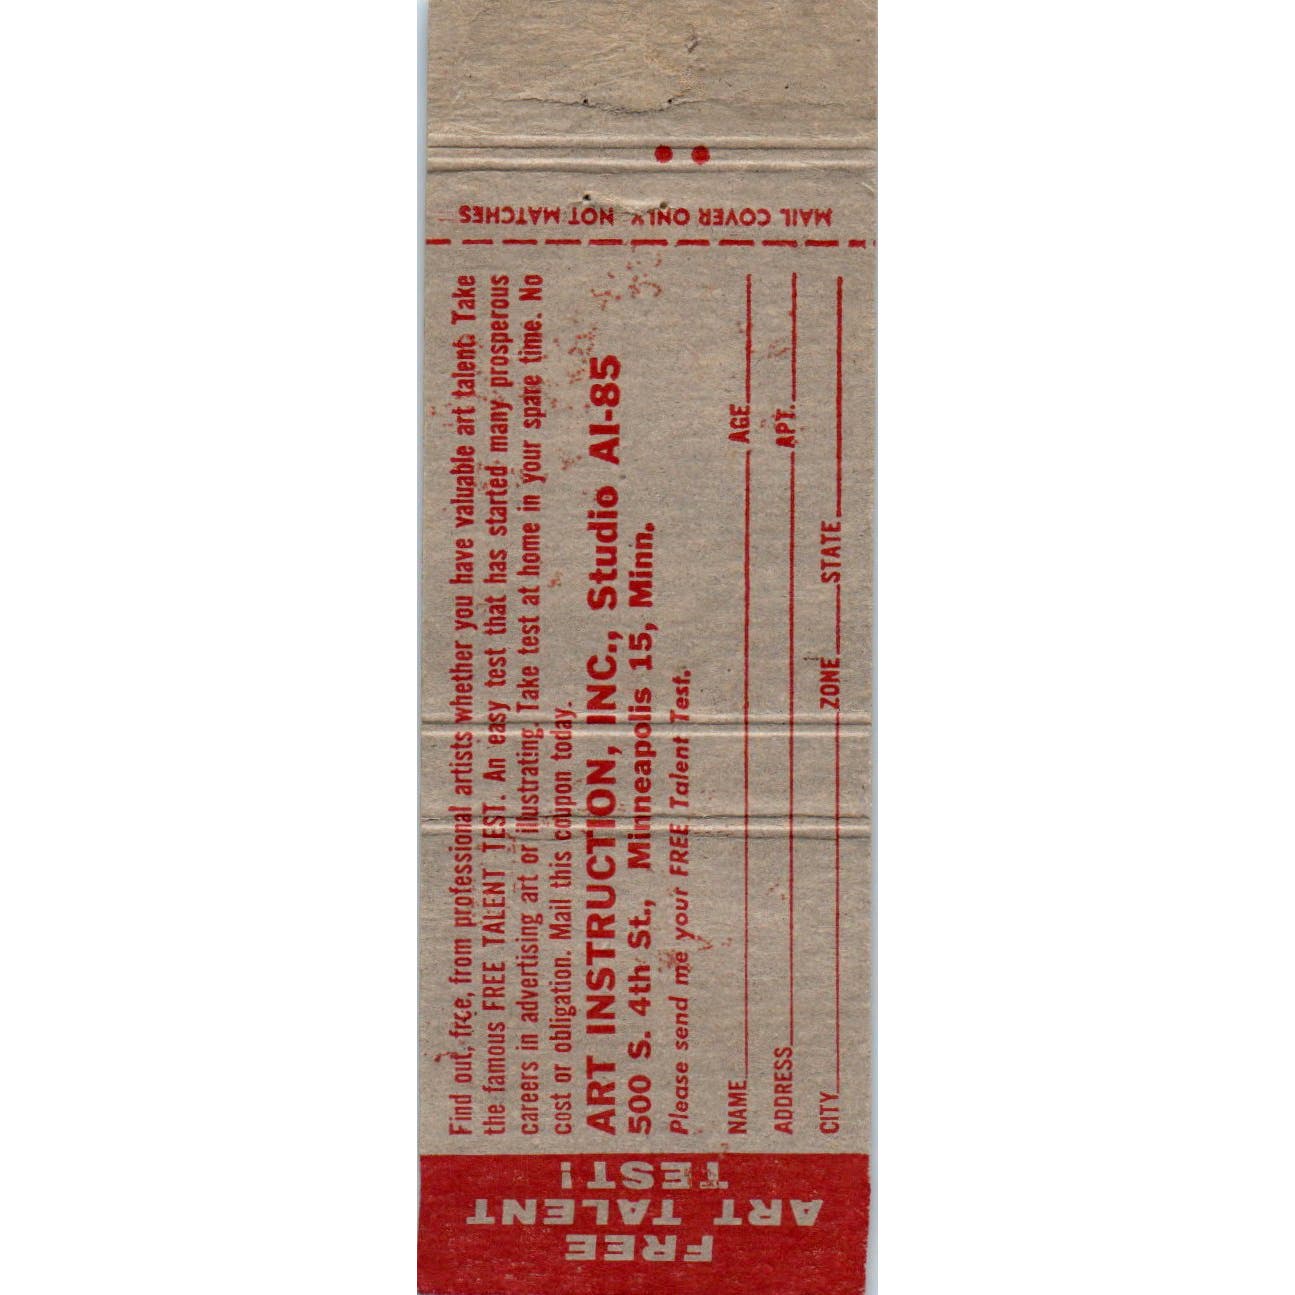 FREE
ART TALENT
TEST!
Find out, free, from professional artists whether you have valuable art talent. Take
the famous FREE TALENT TEST. An easy test that has started many prosperous
careers in advertising art or illustrating. Take test at home in your spare time. No
cost or obligation. Mail this coupon today.
ART INSTRUCTION, INC., Studio AI-85
500 S. 4th St., Minneapolis 15, Minn.
Please send me your FREE Talent Test.
NAME AGE
ADDRESS APT.
CITY ZONE STATE
MAIL COVER ONLY NOT MATCHES